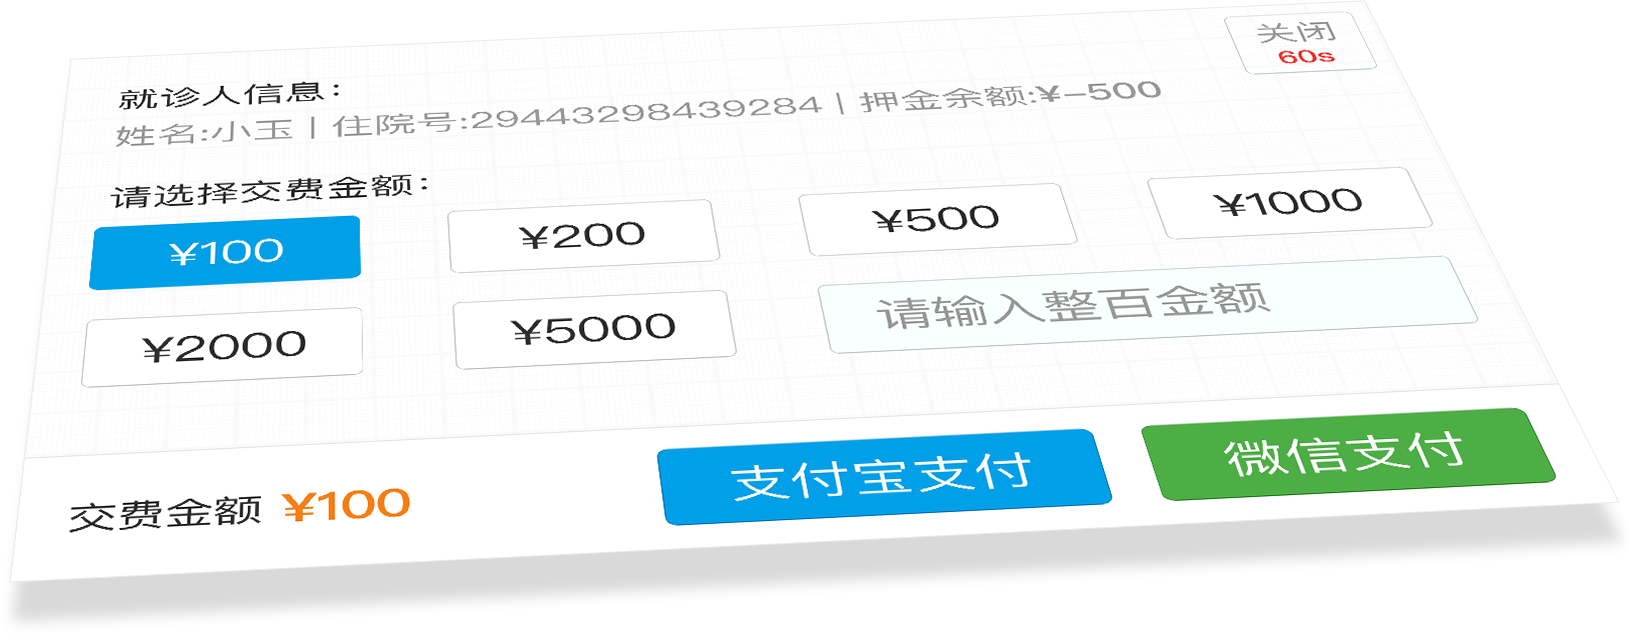 关闭
60s
就诊人信息：
姓名:小玉 | 住院号:29443298439284 | 押金余额:¥-500
请选择交费金额：
¥100 ¥200 ¥500 ¥1000
¥2000 ¥5000 请输入整百金额
交费金额 ¥100 支付宝支付 微信支付